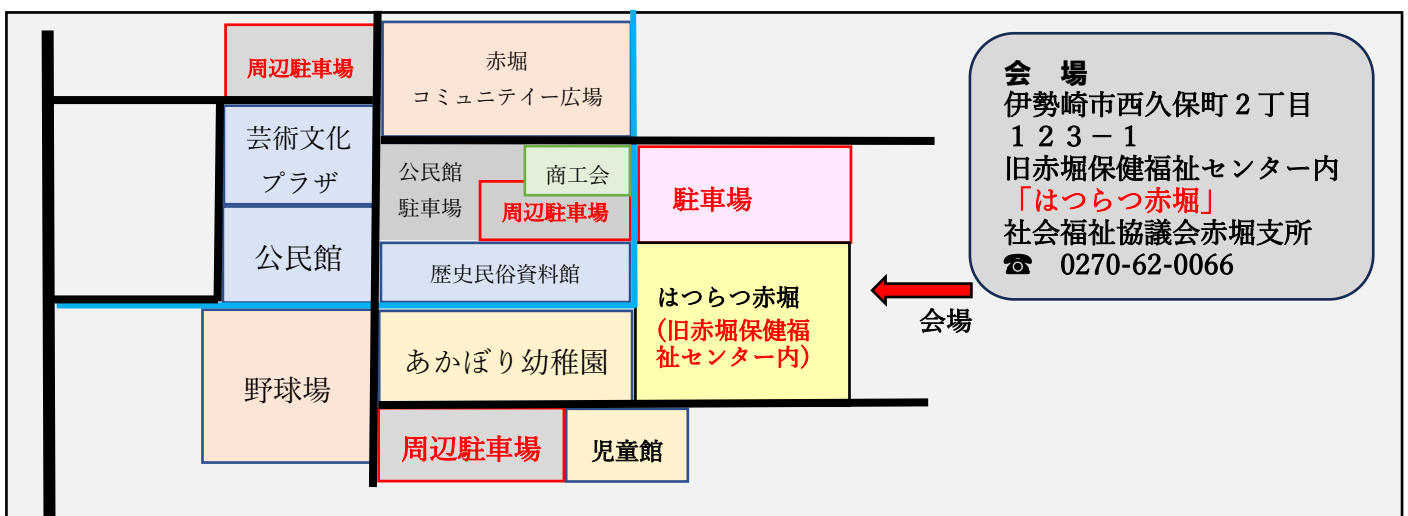 周辺駐車場
赤堀
コミュニテイー広場
芸術文化
プラザ
公民館
駐車場
商工会
周辺駐車場
駐車場
公民館
歴史民俗資料館
はつらつ赤堀
(旧赤堀保健福
祉センター内)
会場
あかぼり幼稚園
野球場
周辺駐車場
児童館
会　場
伊勢崎市西久保町２丁目
１２３－１
旧赤堀保健福祉センター内
「はつらつ赤堀」
社会福祉協議会赤堀支所
☎　0270-62-0066